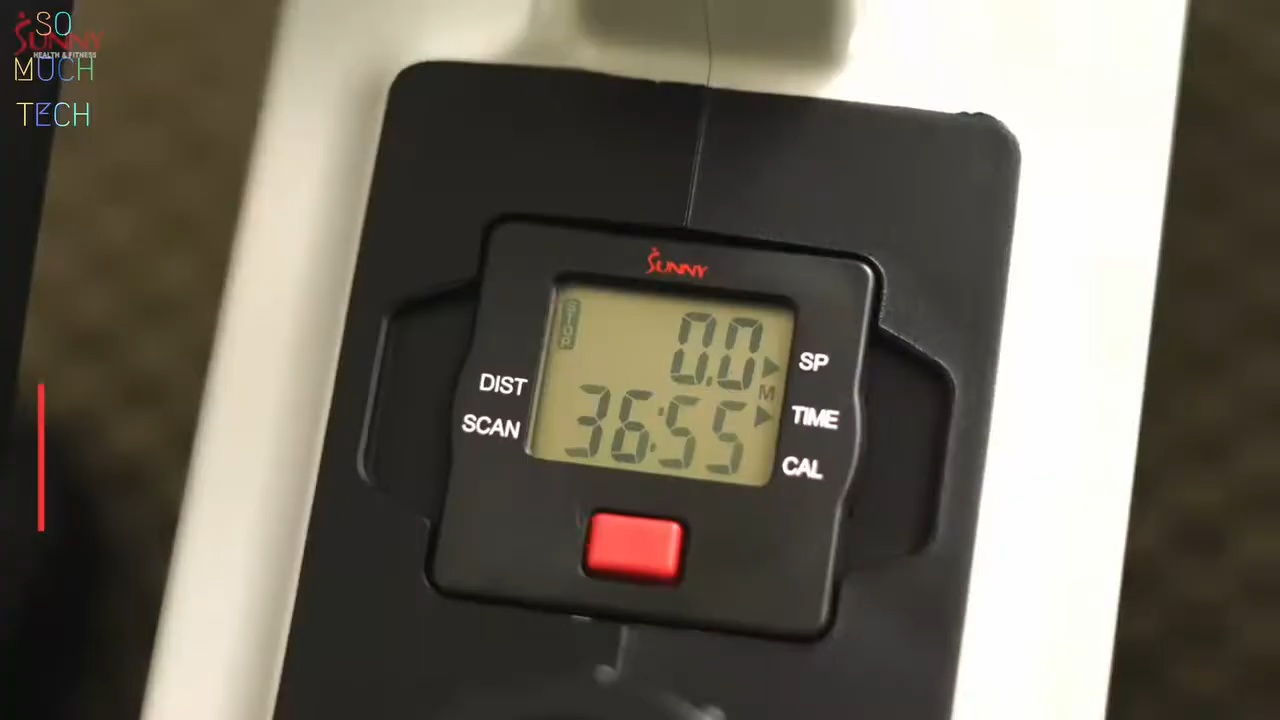 SO
SUNNY
HEALTH & FITNESS
MUCH
TECH
SUNNY
STOP
0.0
SP
M
DIST
36:55
TIME
SCAN
CAL